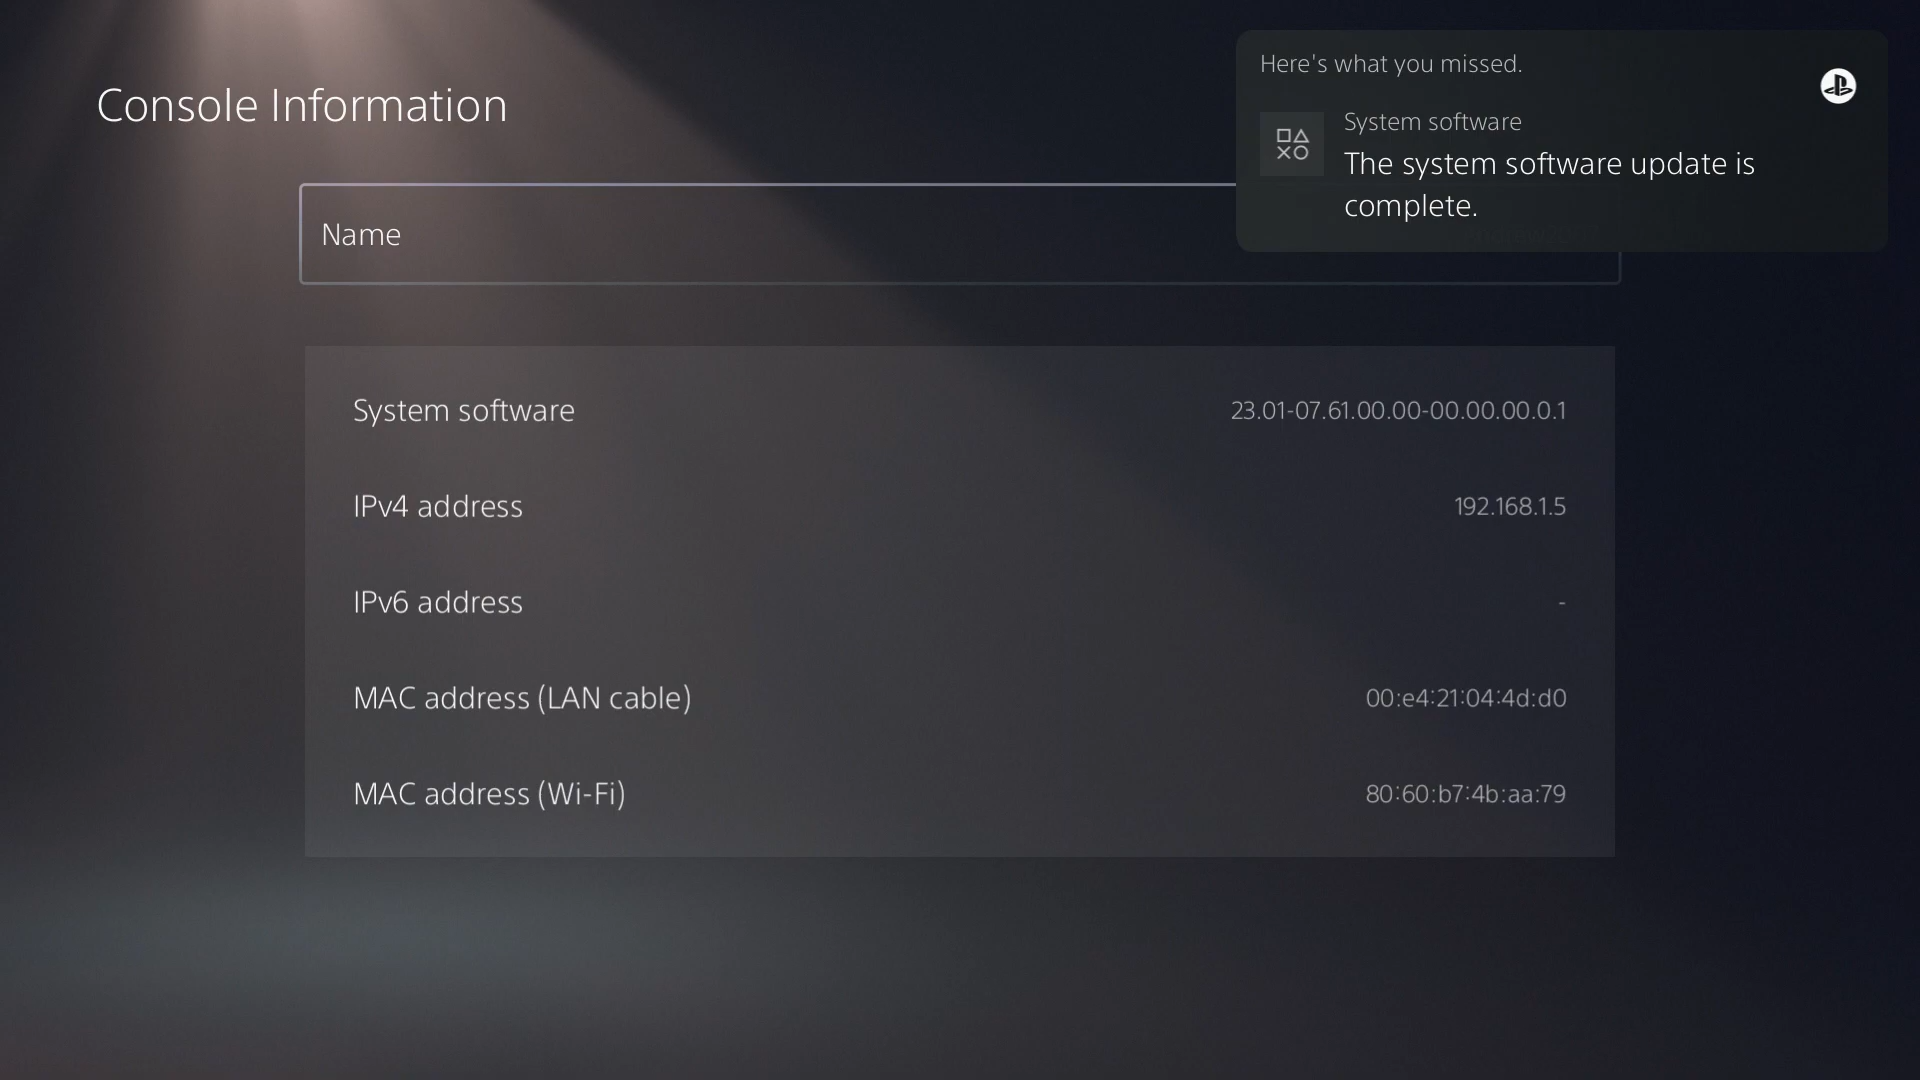 Console Information
Here's what you missed.
System software
The system software update is
complete.
Name
System software 23.01-07.61.00.00-00.00.00.0.1
IPv4 address 192.168.1.5
IPv6 address -
MAC address (LAN cable) 00:e4:21:04:4d:d0
MAC address (Wi-Fi) 80:60:b7:4b:aa:79